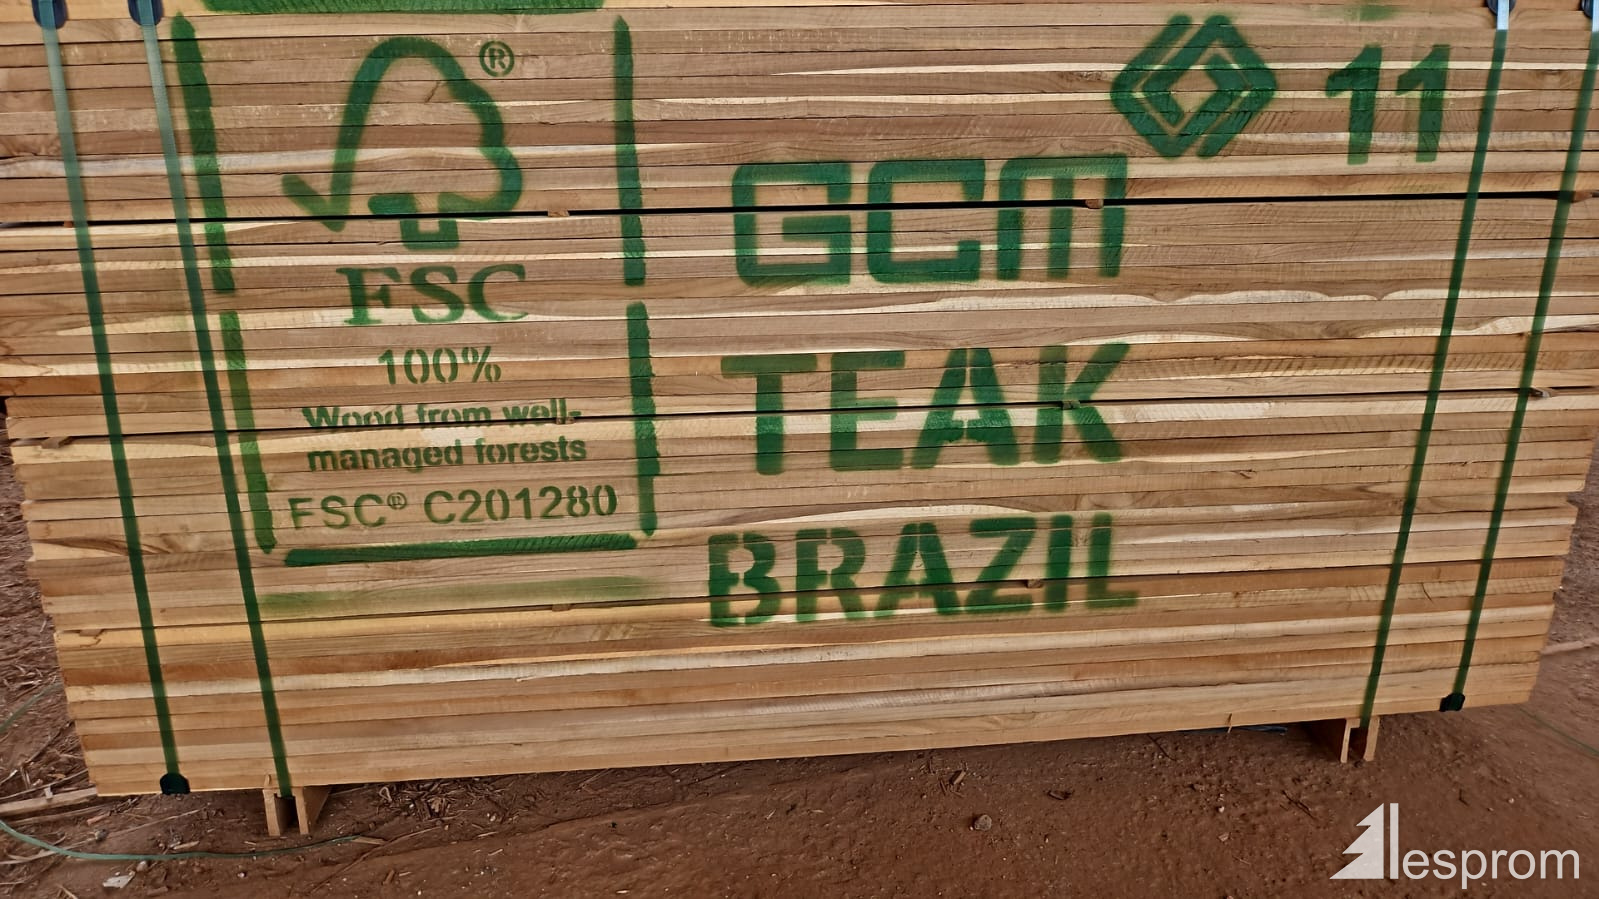 ®
FSC
100%
Wood from well-
managed forests
FSC® C201280
11
GCM
TEAK
BRAZIL
lesprom